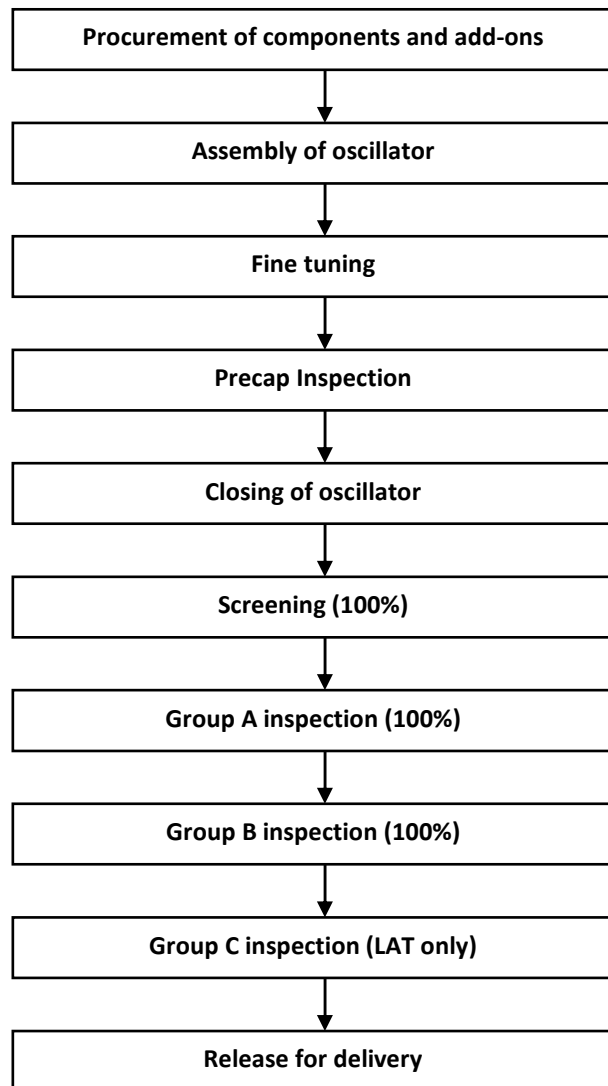 Procurement of components and add-ons
Assembly of oscillator
Fine tuning
Precap Inspection
Closing of oscillator
Screening (100%)
Group A inspection (100%)
Group B inspection (100%)
Group C inspection (LAT only)
Release for delivery